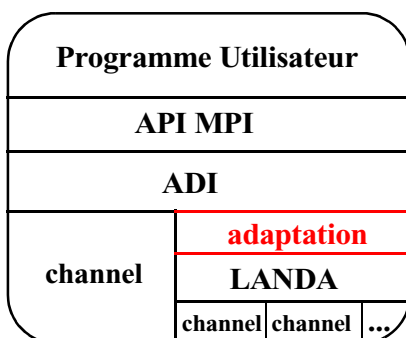 Programme Utilisateur
API MPI
ADI
adaptation
channel
LANDA
channel channel ...